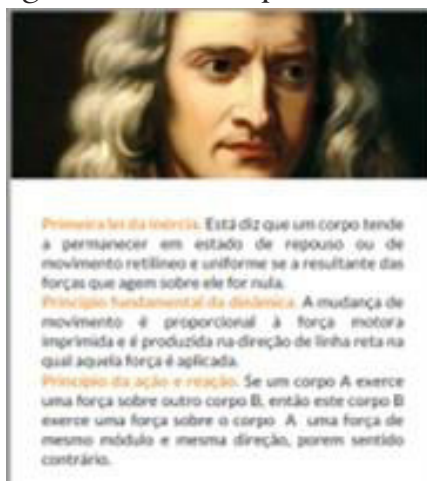 Primeira lei da inércia. Está diz que um corpo tende
a permanecer em estado de repouso ou de
movimento retilíneo e uniforme se a resultante das
forças que agem sobre ele for nula.
Princípio fundamental da dinâmica. A mudança de
movimento é proporcional à força motora
imprimida e é produzida na direção de linha reta na
qual aquela força é aplicada.
Princípio da ação e reação. Se um corpo A exerce
uma força sobre outro corpo B, então este corpo B
exerce uma força sobre o corpo A uma força de
mesmo módulo e mesma direção, porem sentido
contrário.